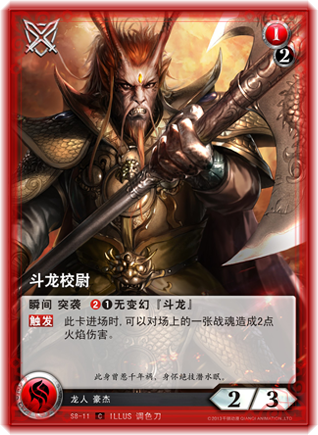 1
2
斗龙校尉
瞬间 突袭 2 1 无变幻『斗龙』
触发 此卡进场时,可以对场上的一张战魂造成2点
火焰伤害。
此身曾忍千年祸,身怀绝技潜水眠。
2 / 3
龙人 豪杰
S8-11 C ILLUS 调色刀